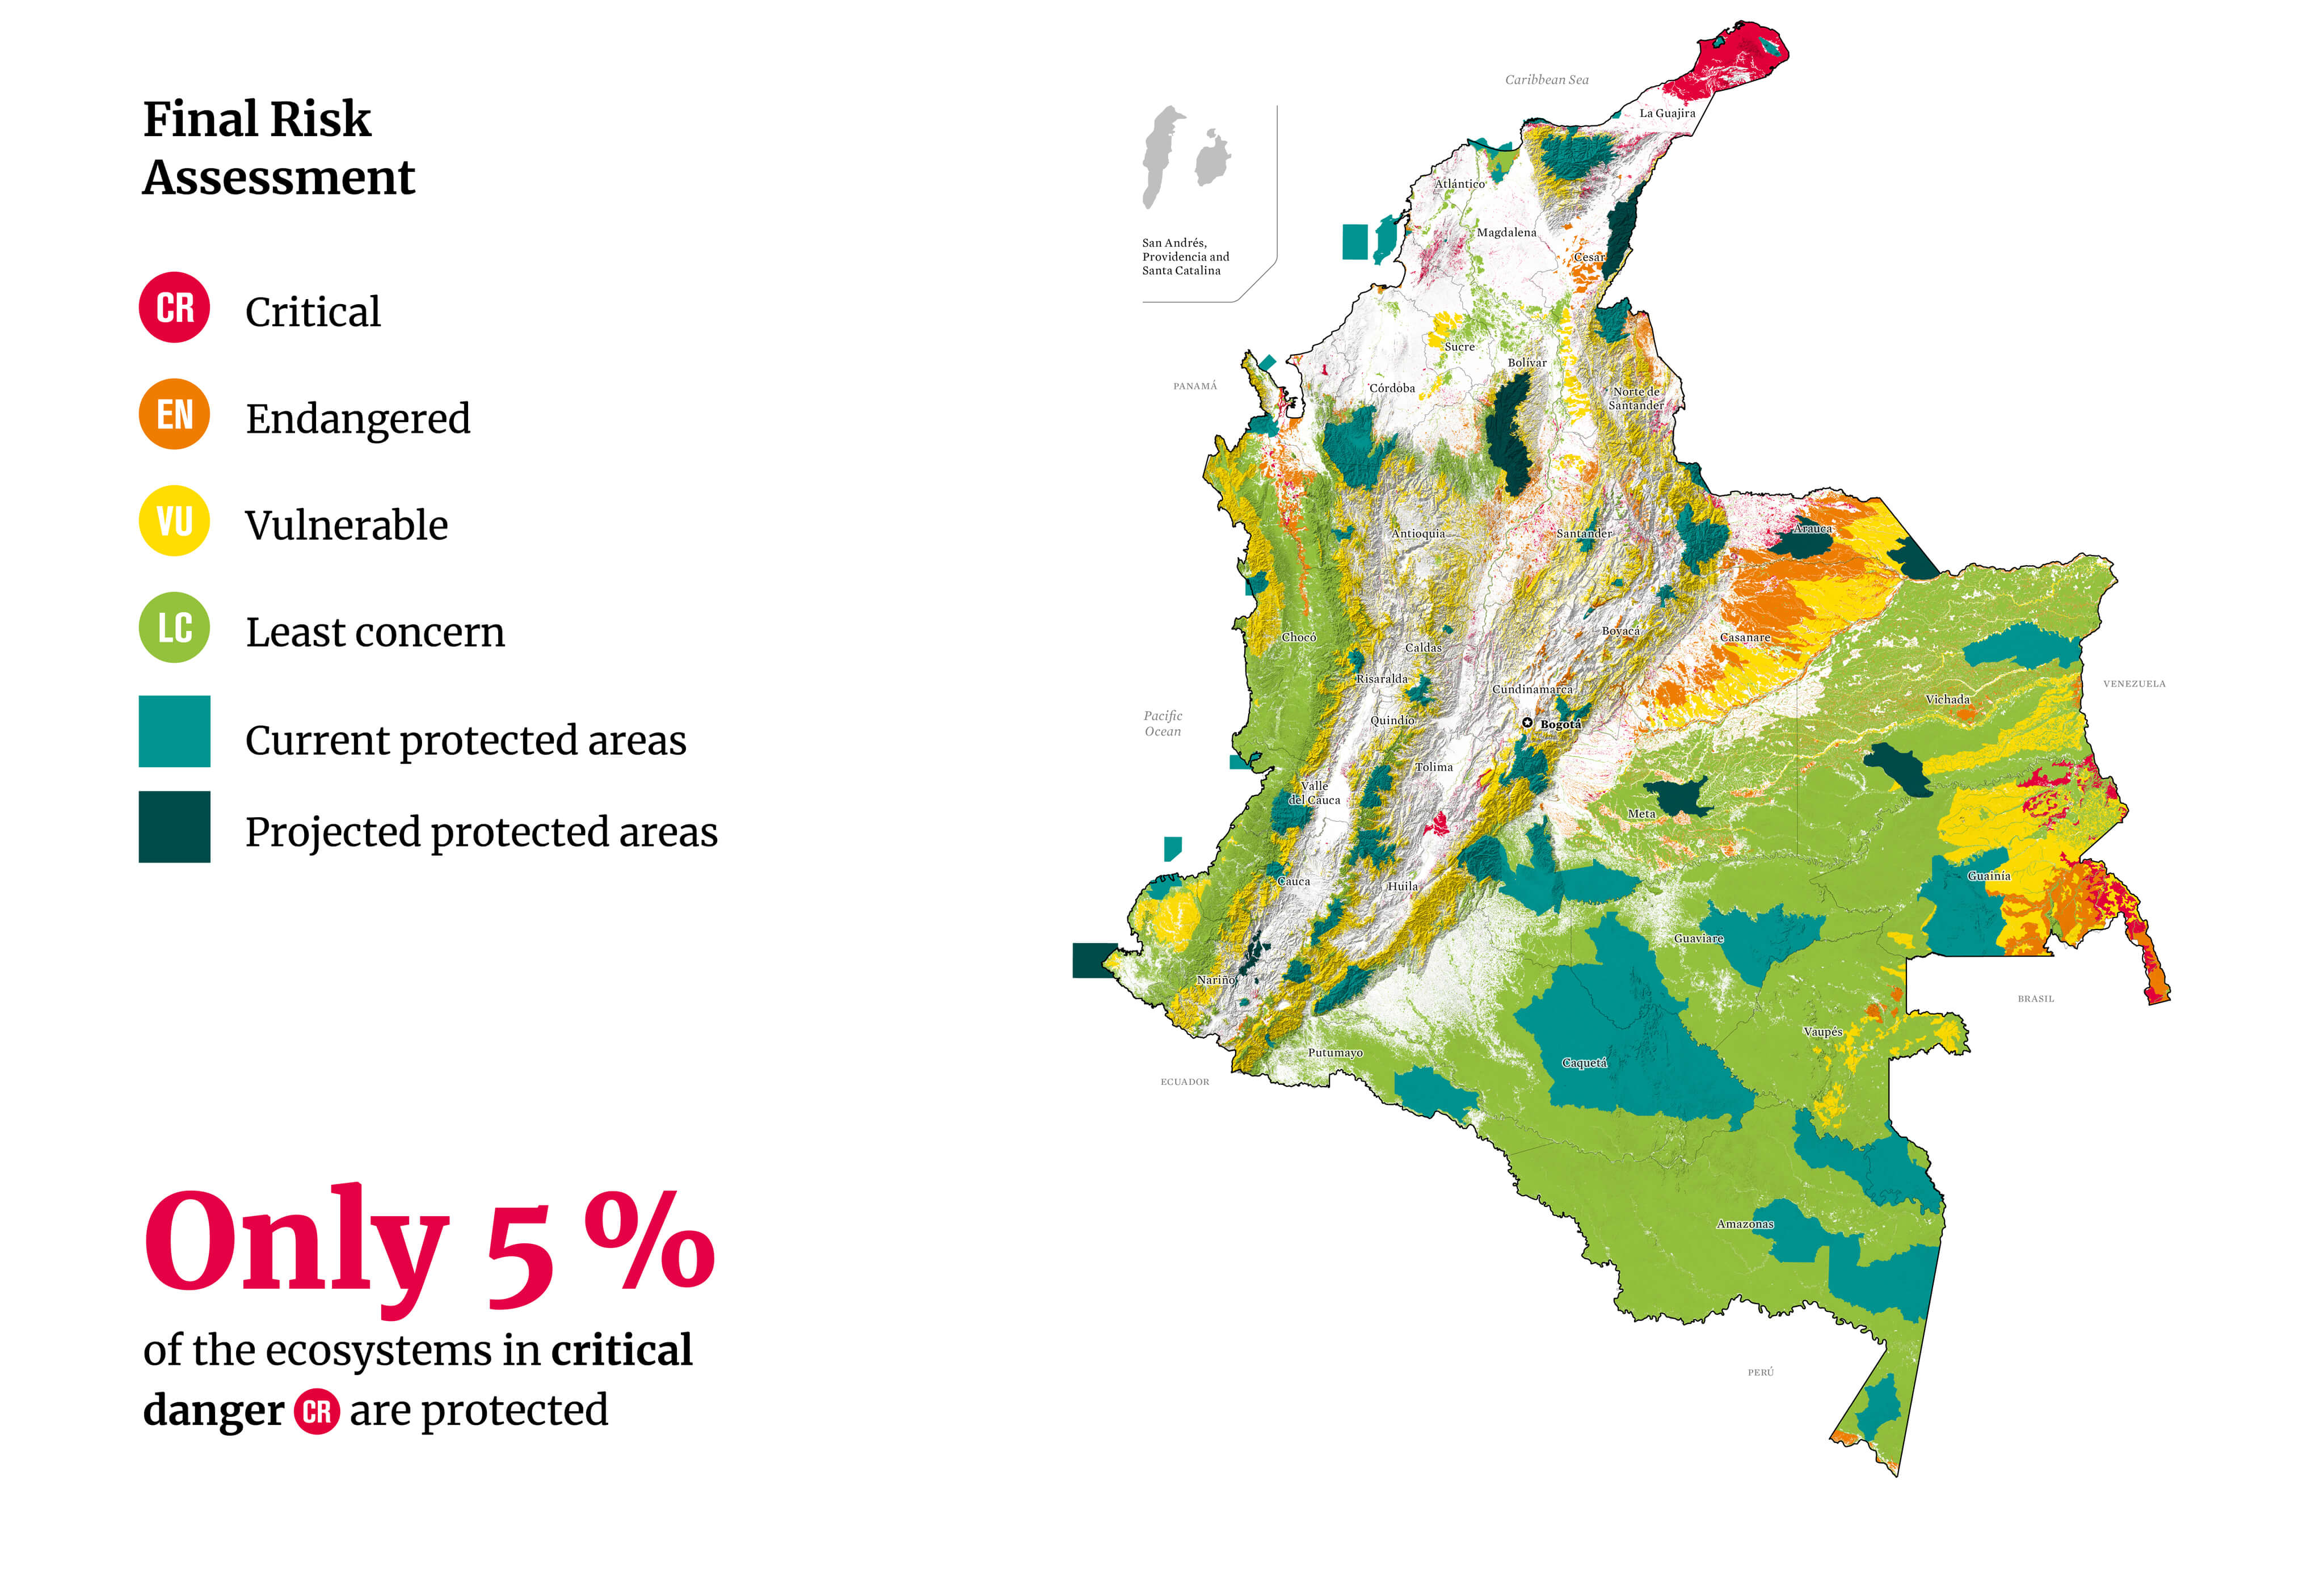 Final Risk
Assessment
CR Critical
EN Endangered
VU Vulnerable
LC Least concern
Current protected areas
Projected protected areas
Only 5 %
of the ecosystems in critical
danger CR are protected
Caribbean Sea
La Guajira
San Andrés,
Providencia and
Santa Catalina
Atlántico
Magdalena
Cesar
Sucre
Bolívar
PANAMÁ
Córdoba
Norte de
Santander
Antioquia
Santander
Arauca
Chocó
Caldas
Boyacá
Casanare
Risaralda
Cundinamarca
VENEZUELA
Vichada
Pacific
Ocean
Quindío
Bogotá
Tolima
Valle
del Cauca
Meta
Cauca
Huila
Guainía
Guaviare
Nariño
BRASIL
Vaupés
Putumayo
Caquetá
ECUADOR
Amazonas
PERÚ